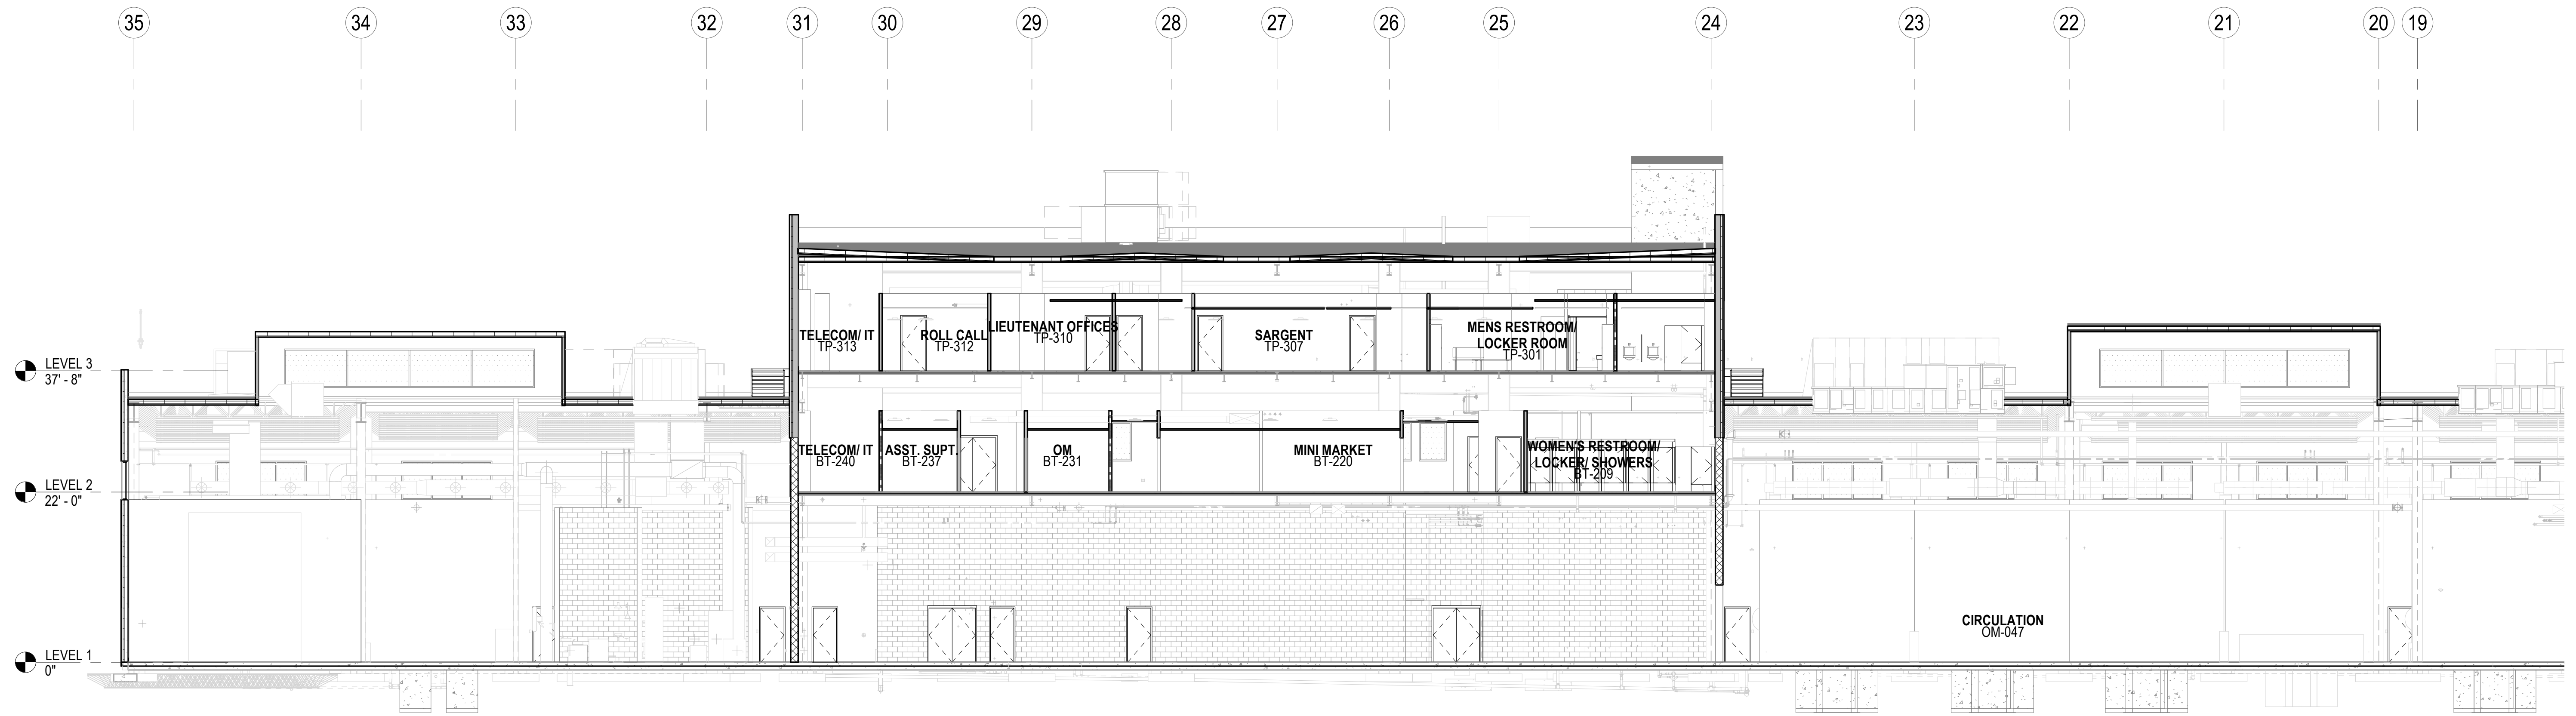 35
34
33
32
31
30
29
28
27
26
25
24
23
22
21
20
19
TELECOM/ IT
TP-313
ROLL CALL
TP-312
LIEUTENANT OFFICES
TP-310
SARGENT
TP-307
MENS RESTROOM/
LOCKER ROOM
TP-301
LEVEL 3
37' - 8"
TELECOM/ IT
BT-240
ASST. SUPT.
BT-237
OM
BT-231
MINI MARKET
BT-220
WOMEN'S RESTROOM/
LOCKER/ SHOWERS
BT-209
LEVEL 2
22' - 0"
CIRCULATION
OM-047
LEVEL 1
0"